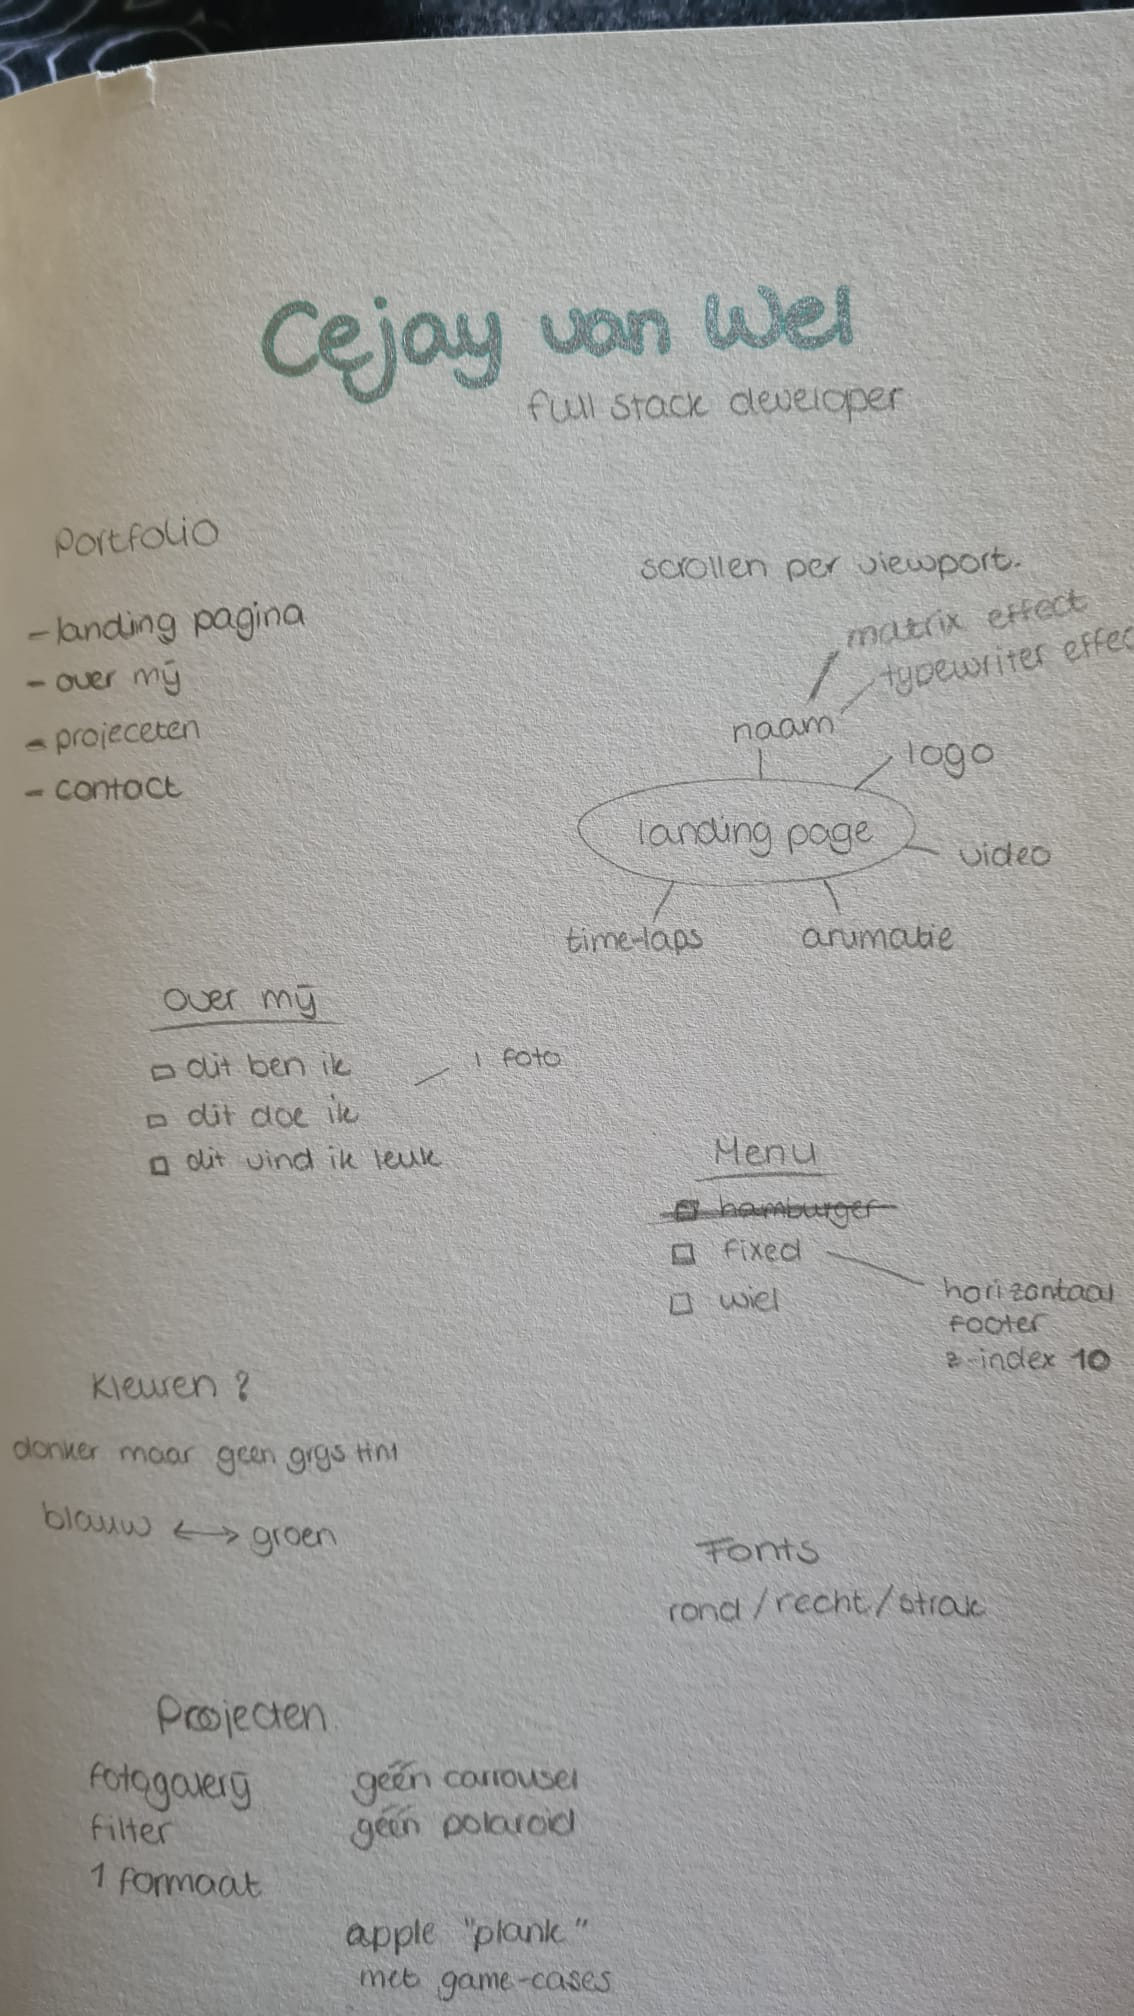 Cejay van Wel
full stack developer
Portfolio
- landing pagina
- over mij
- projeceten
- contact
scrollen per viewport.
matrix effect
typewriter effec
naam
logo
landing page
video
time-laps
animatie
over mij
dit ben ik
1 foto
dit doe ik
dit vind ik leuk
Menu
hamburger
fixed
wiel
horizontaal
footer
z-index 10
Kleuren ?
donker maar geen grijs tint
blauw ↔ groen
Fonts
rond / recht / strak
Projecten
fotogalerij
filter
1 formaat
géén carrousel
géén polaroid
apple "plank"
met game-cases